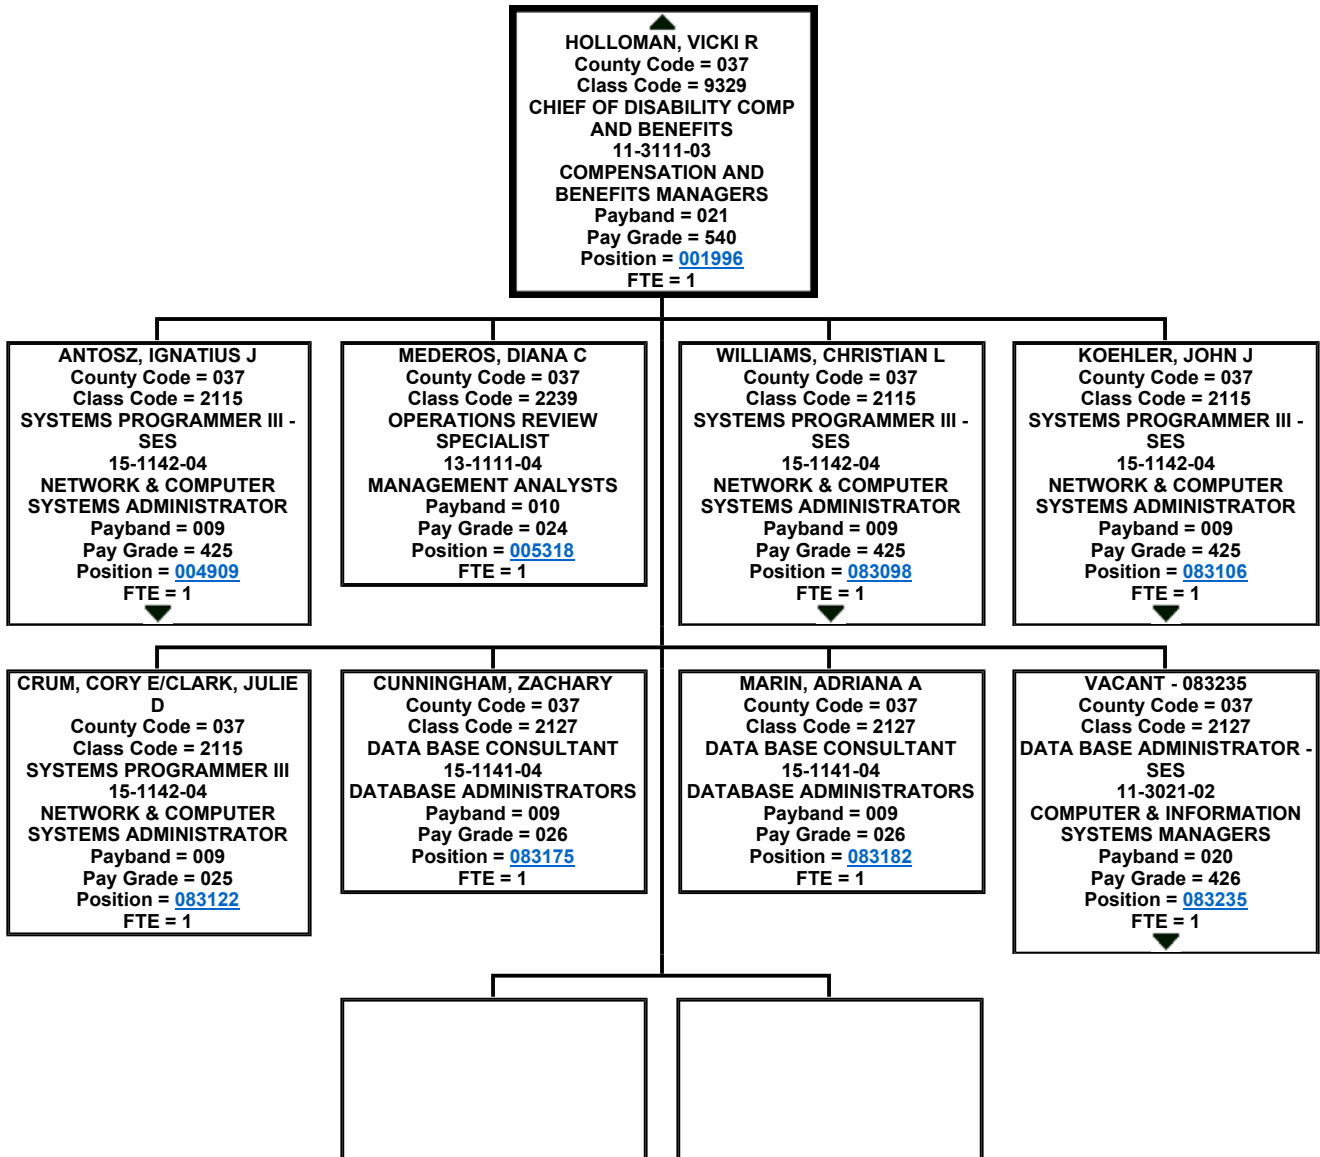 HOLLOMAN, VICKI R
County Code = 037
Class Code = 9329
CHIEF OF DISABILITY COMP
AND BENEFITS
11-3111-03
COMPENSATION AND
BENEFITS MANAGERS
Payband = 021
Pay Grade = 540
Position = 001996
FTE = 1
ANTOSZ, IGNATIUS J
County Code = 037
Class Code = 2115
SYSTEMS PROGRAMMER III -
SES
15-1142-04
NETWORK & COMPUTER
SYSTEMS ADMINISTRATOR
Payband = 009
Pay Grade = 425
Position = 004909
FTE = 1
MEDEROS, DIANA C
County Code = 037
Class Code = 2239
OPERATIONS REVIEW
SPECIALIST
13-1111-04
MANAGEMENT ANALYSTS
Payband = 010
Pay Grade = 024
Position = 005318
FTE = 1
WILLIAMS, CHRISTIAN L
County Code = 037
Class Code = 2115
SYSTEMS PROGRAMMER III -
SES
15-1142-04
NETWORK & COMPUTER
SYSTEMS ADMINISTRATOR
Payband = 009
Pay Grade = 425
Position = 083098
FTE = 1
KOEHLER, JOHN J
County Code = 037
Class Code = 2115
SYSTEMS PROGRAMMER III -
SES
15-1142-04
NETWORK & COMPUTER
SYSTEMS ADMINISTRATOR
Payband = 009
Pay Grade = 425
Position = 083106
FTE = 1
CRUM, CORY E/CLARK, JULIE
D
County Code = 037
Class Code = 2115
SYSTEMS PROGRAMMER III
15-1142-04
NETWORK & COMPUTER
SYSTEMS ADMINISTRATOR
Payband = 009
Pay Grade = 025
Position = 083122
FTE = 1
CUNNINGHAM, ZACHARY
County Code = 037
Class Code = 2127
DATA BASE CONSULTANT
15-1141-04
DATABASE ADMINISTRATORS
Payband = 009
Pay Grade = 026
Position = 083175
FTE = 1
MARIN, ADRIANA A
County Code = 037
Class Code = 2127
DATA BASE CONSULTANT
15-1141-04
DATABASE ADMINISTRATORS
Payband = 009
Pay Grade = 026
Position = 083182
FTE = 1
VACANT - 083235
County Code = 037
Class Code = 2127
DATA BASE ADMINISTRATOR -
SES
11-3021-02
COMPUTER & INFORMATION
SYSTEMS MANAGERS
Payband = 020
Pay Grade = 426
Position = 083235
FTE = 1